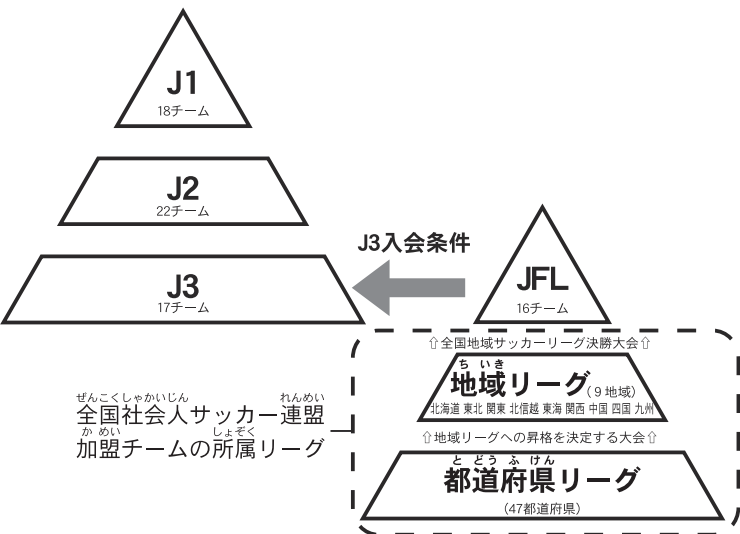 J1
18チーム
J2
22チーム
J3
17チーム
J3入会条件
JFL
16チーム
⇧全国地域サッカーリーグ決勝大会⇧
ちいき
地域リーグ(9地域)
北海道 東北 関東 北信越 東海 関西 中国 四国 九州
⇧地域リーグへの昇格を決定する大会⇧
とどうふけん
都道府県リーグ
(47都道府県)
ぜんこくしゃかいじん れんめい
全国社会人サッカー連盟
かめい しょぞく
加盟チームの所属リーグ